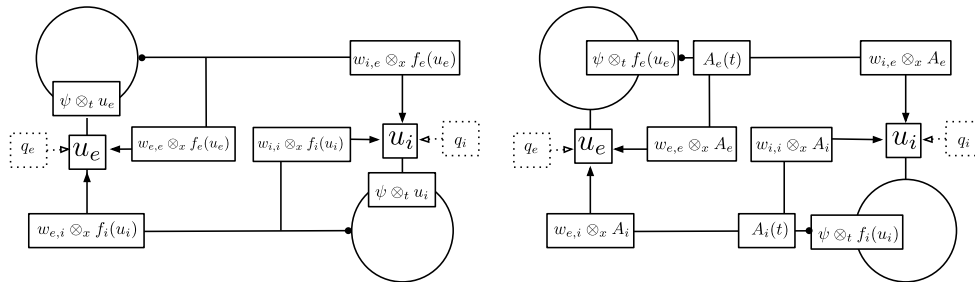 w_{i,e} ⊗_x f_e(u_e)
ψ ⊗_t u_e
q_e
u_e
w_{e,e} ⊗_x f_e(u_e)
w_{i,i} ⊗_x f_i(u_i)
u_i
q_i
ψ ⊗_t u_i
w_{e,i} ⊗_x f_i(u_i)
ψ ⊗_t f_e(u_e)
A_e(t)
w_{i,e} ⊗_x A_e
q_e
u_e
w_{e,e} ⊗_x A_e
w_{i,i} ⊗_x A_i
u_i
q_i
w_{e,i} ⊗_x A_i
A_i(t)
ψ ⊗_t f_i(u_i)